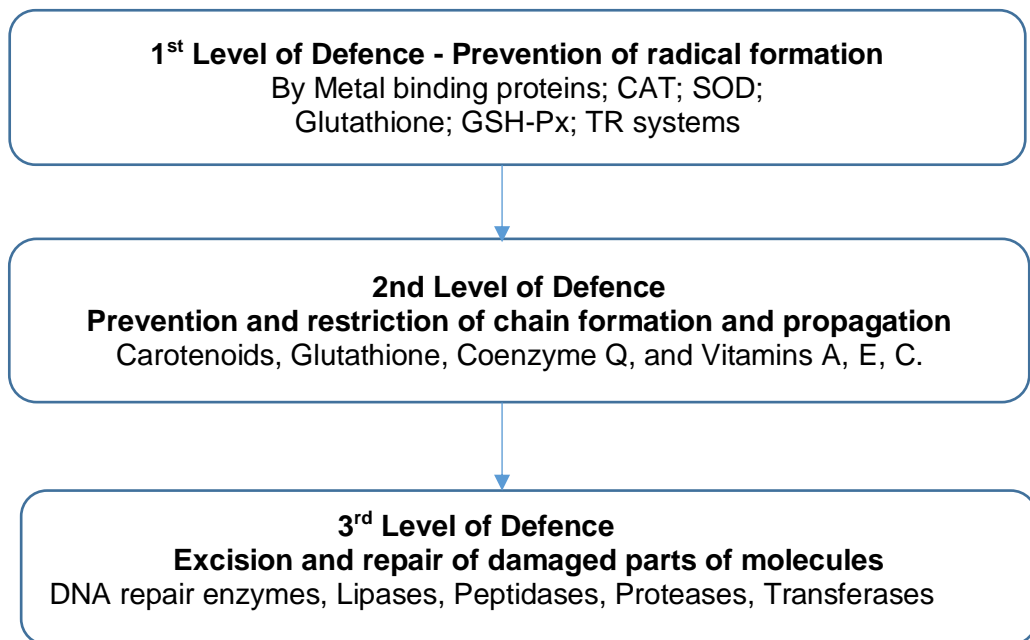 1st Level of Defence - Prevention of radical formation
By Metal binding proteins; CAT; SOD;
Glutathione; GSH-Px; TR systems
2nd Level of Defence
Prevention and restriction of chain formation and propagation
Carotenoids, Glutathione, Coenzyme Q, and Vitamins A, E, C.
3rd Level of Defence
Excision and repair of damaged parts of molecules
DNA repair enzymes, Lipases, Peptidases, Proteases, Transferases